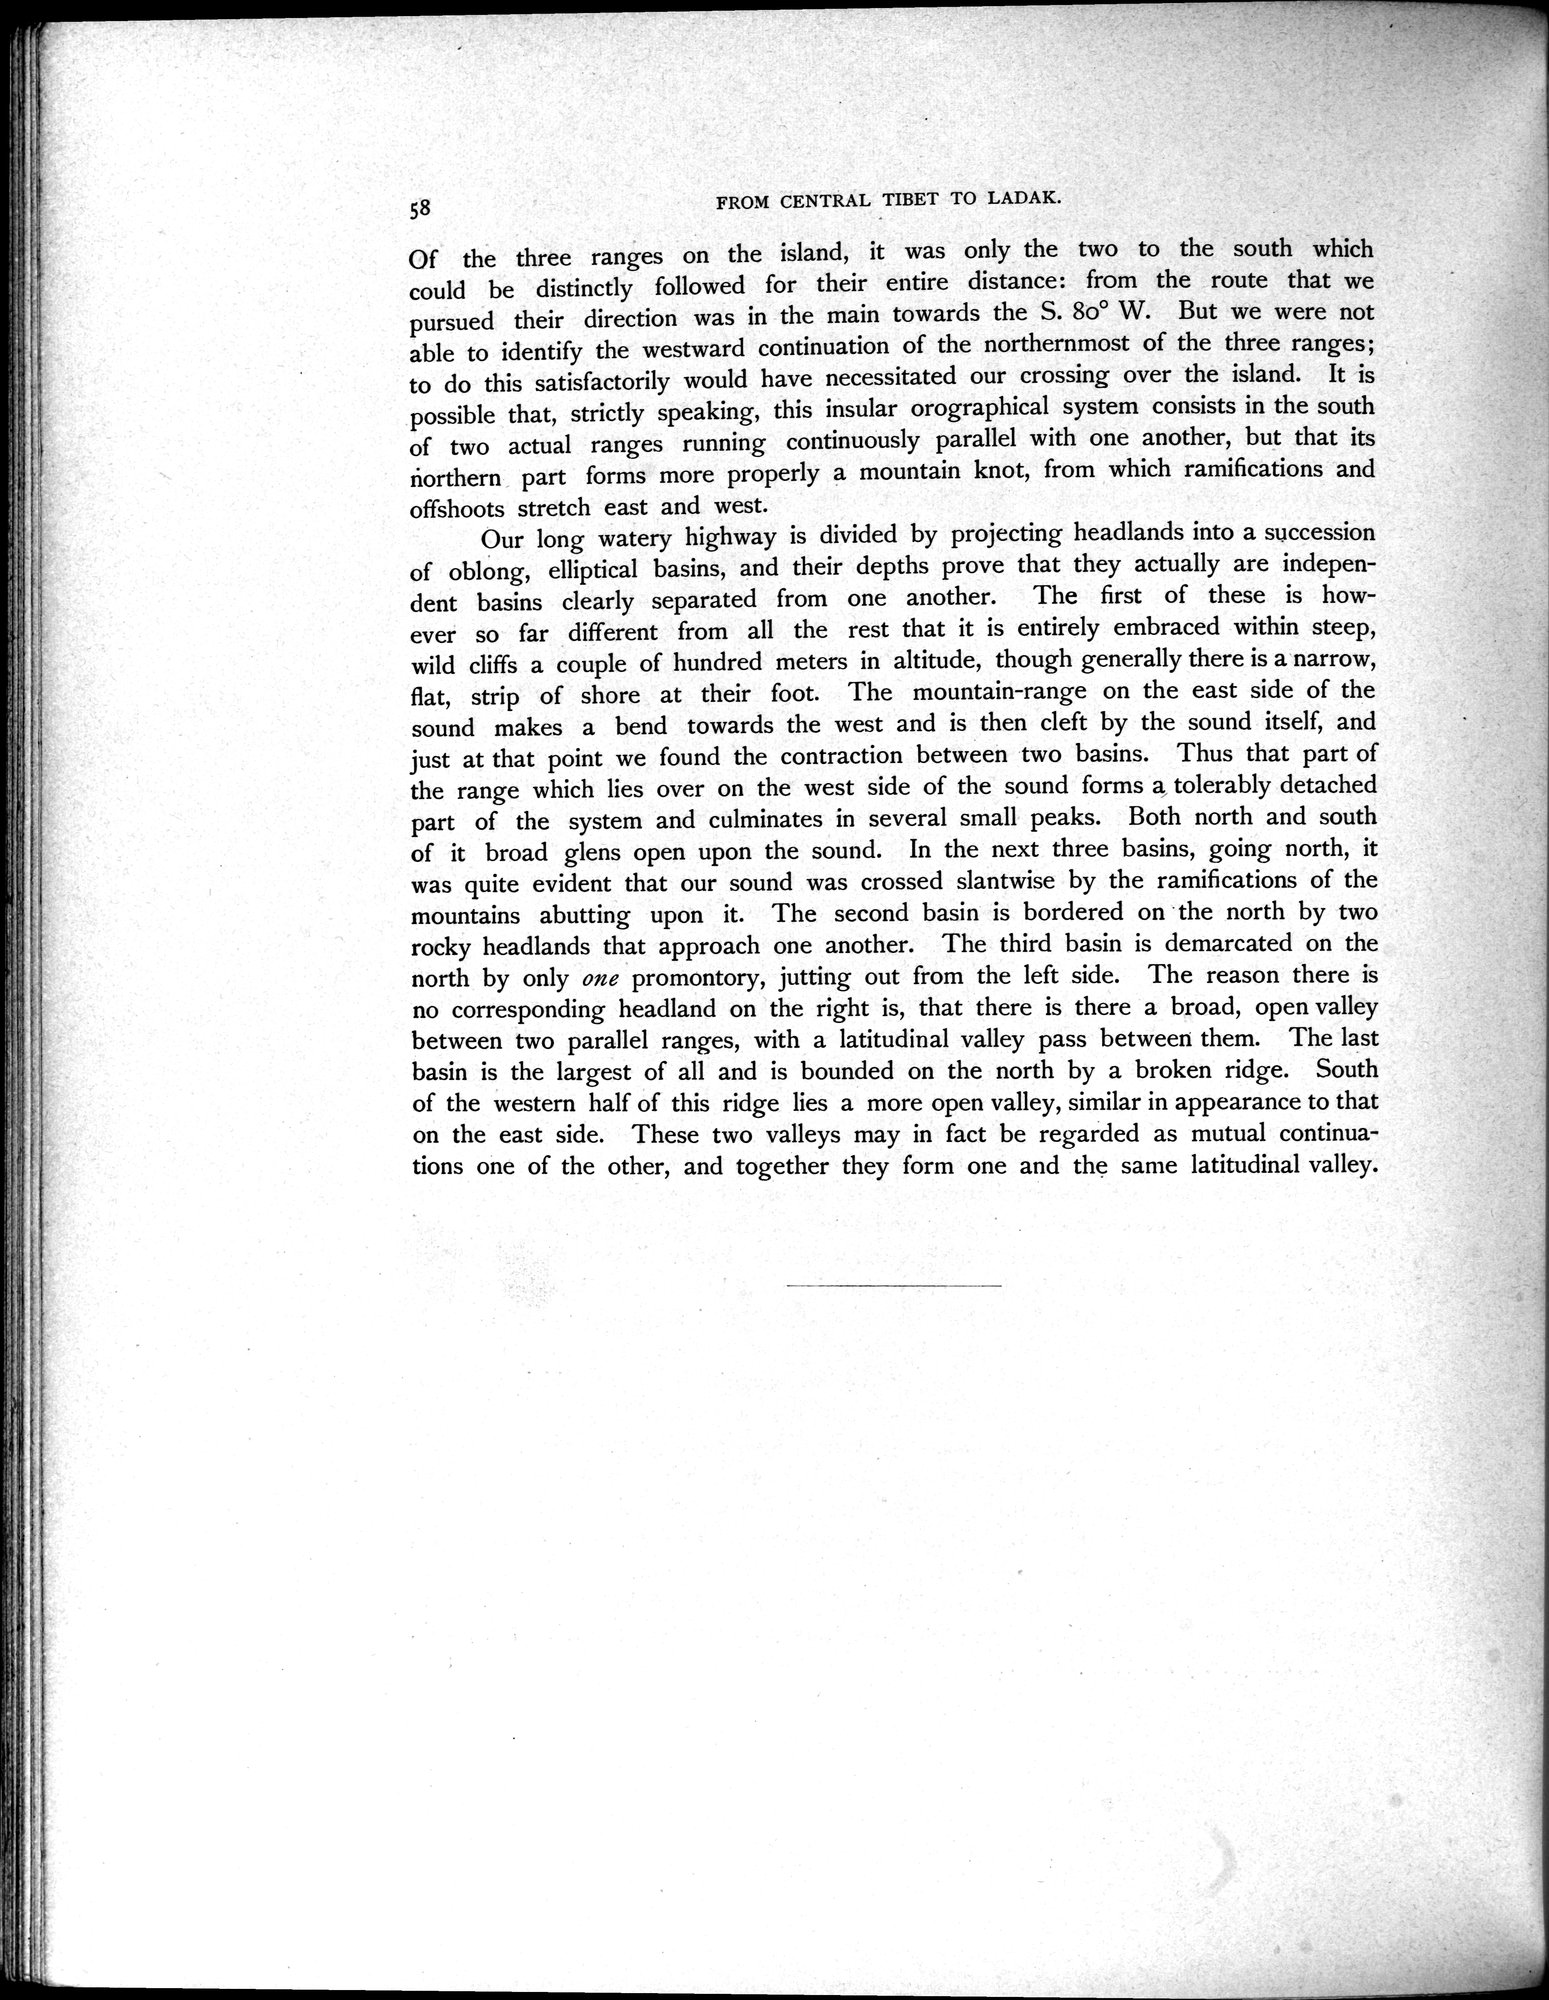 58
FROM CENTRAL TIBET TO LADAK.
Of the three ranges on the island, it was only the two to the south which
could be distinctly followed for their entire distance: from the route that we
pursued their direction was in the main towards the S. 80° W. But we were not
able to identify the westward continuation of the northernmost of the three ranges;
to do this satisfactorily would have necessitated our crossing over the island. It is
possible that, strictly speaking, this insular orographical system consists in the south
of two actual ranges running continuously parallel with one another, but that its
northern part forms more properly a mountain knot, from which ramifications and
offshoots stretch east and west.
Our long watery highway is divided by projecting headlands into a succession
of oblong, elliptical basins, and their depths prove that they actually are indepen-
dent basins clearly separated from one another. The first of these is how-
ever so far different from all the rest that it is entirely embraced within steep,
wild cliffs a couple of hundred meters in altitude, though generally there is a narrow,
flat, strip of shore at their foot. The mountain-range on the east side of the
sound makes a bend towards the west and is then cleft by the sound itself, and
just at that point we found the contraction between two basins. Thus that part of
the range which lies over on the west side of the sound forms a tolerably detached
part of the system and culminates in several small peaks. Both north and south
of it broad glens open upon the sound. In the next three basins, going north, it
was quite evident that our sound was crossed slantwise by the ramifications of the
mountains abutting upon it. The second basin is bordered on the north by two
rocky headlands that approach one another. The third basin is demarcated on the
north by only one promontory, jutting out from the left side. The reason there is
no corresponding headland on the right is, that there is there a broad, open valley
between two parallel ranges, with a latitudinal valley pass between them. The last
basin is the largest of all and is bounded on the north by a broken ridge. South
of the western half of this ridge lies a more open valley, similar in appearance to that
on the east side. These two valleys may in fact be regarded as mutual continua-
tions one of the other, and together they form one and the same latitudinal valley.